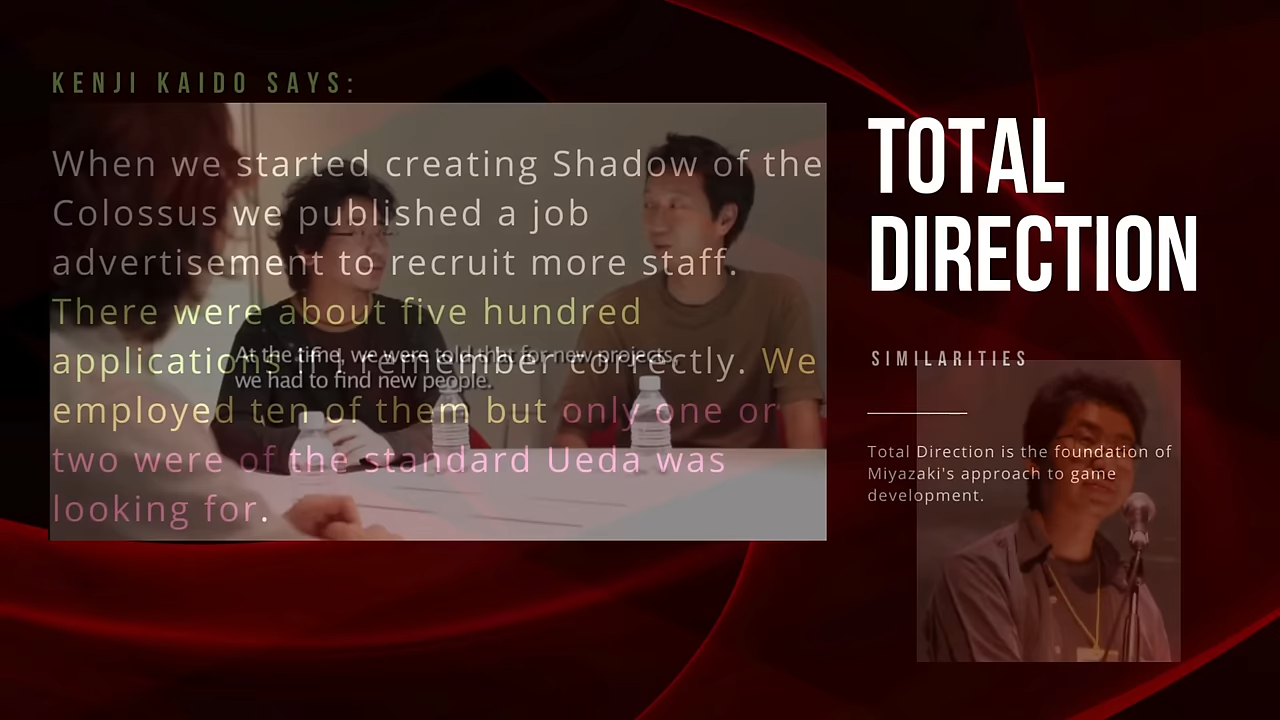 KENJI KAIDO SAYS:
When we started creating Shadow of the
Colossus we published a job
advertisement to recruit more staff.
There were about five hundred
applications if I remember correctly. We
employed ten of them but only one or
two were of the standard Ueda was
looking for.
At the time, we were told that for new projects,
we had to find new people.
TOTAL
DIRECTION
SIMILARITIES
Total Direction is the foundation of
Miyazaki's approach to game
development.